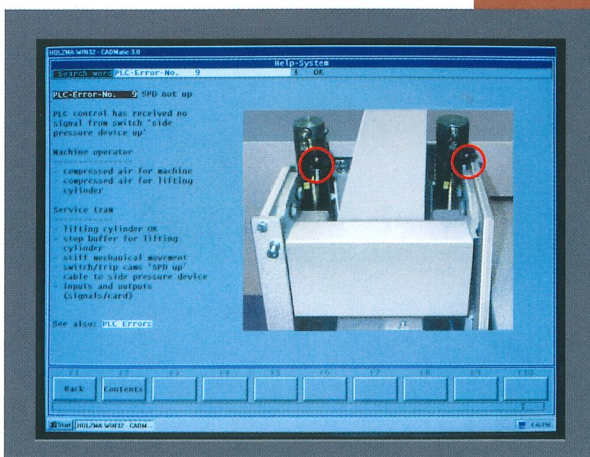 HOLZMA WIN32 - CADMatic 3.0
Help-System
Search word PLC-Error-No. 9 OK
PLC-Error-No. 9 SPD not up
PLC control has received no
signal from switch 'side
pressure device up'
Machine operator
- compressed air for machine
- compressed air for lifting
cylinder
Service team
- lifting cylinder OK
- stop buffer for lifting
cylinder
- stiff mechanical movement
- switch/trip cams 'SPD up'
- cable to side pressure device
- inputs and outputs
(signals/card)
See also: PLC Errors
F1 F2 F3 F4 F5 F6 F7 F8 F9 F10
Back Contents
Start HOLZMA WIN32 - CADM... 4:16 PM